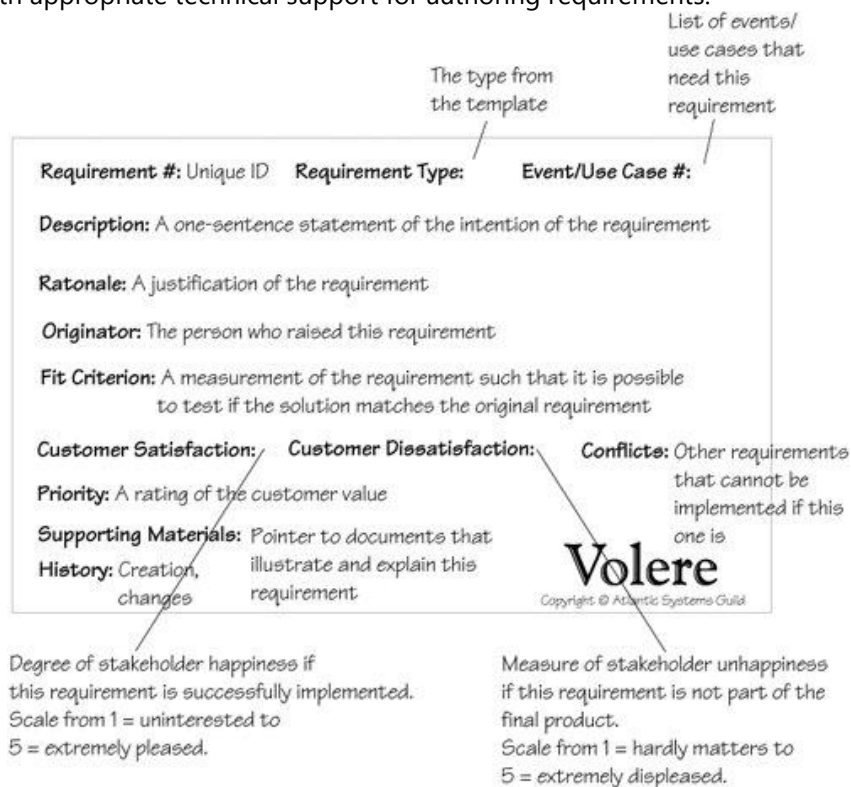 th appropriate technical support for authoring requirements.
List of events/
use cases that
need this
requirement
The type from
the template
Requirement #: Unique ID Requirement Type: Event/Use Case #:
Description: A one-sentence statement of the intention of the requirement
Ratonale: A justification of the requirement
Originator: The person who raised this requirement
Fit Criterion: A measurement of the requirement such that it is possible
to test if the solution matches the original requirement
Customer Satisfaction: Customer Dissatisfaction: Conflicts: Other requirements
that cannot be
implemented if this
one is
Priority: A rating of the customer value
Supporting Materials: Pointer to documents that
illustrate and explain this
requirement
History: Creation,
changes
Volere
Copyright © Atlantic Systems Guild
Degree of stakeholder happiness if
this requirement is successfully implemented.
Scale from 1 = uninterested to
5 = extremely pleased.
Measure of stakeholder unhappiness
if this requirement is not part of the
final product.
Scale from 1 = hardly matters to
5 = extremely displeased.